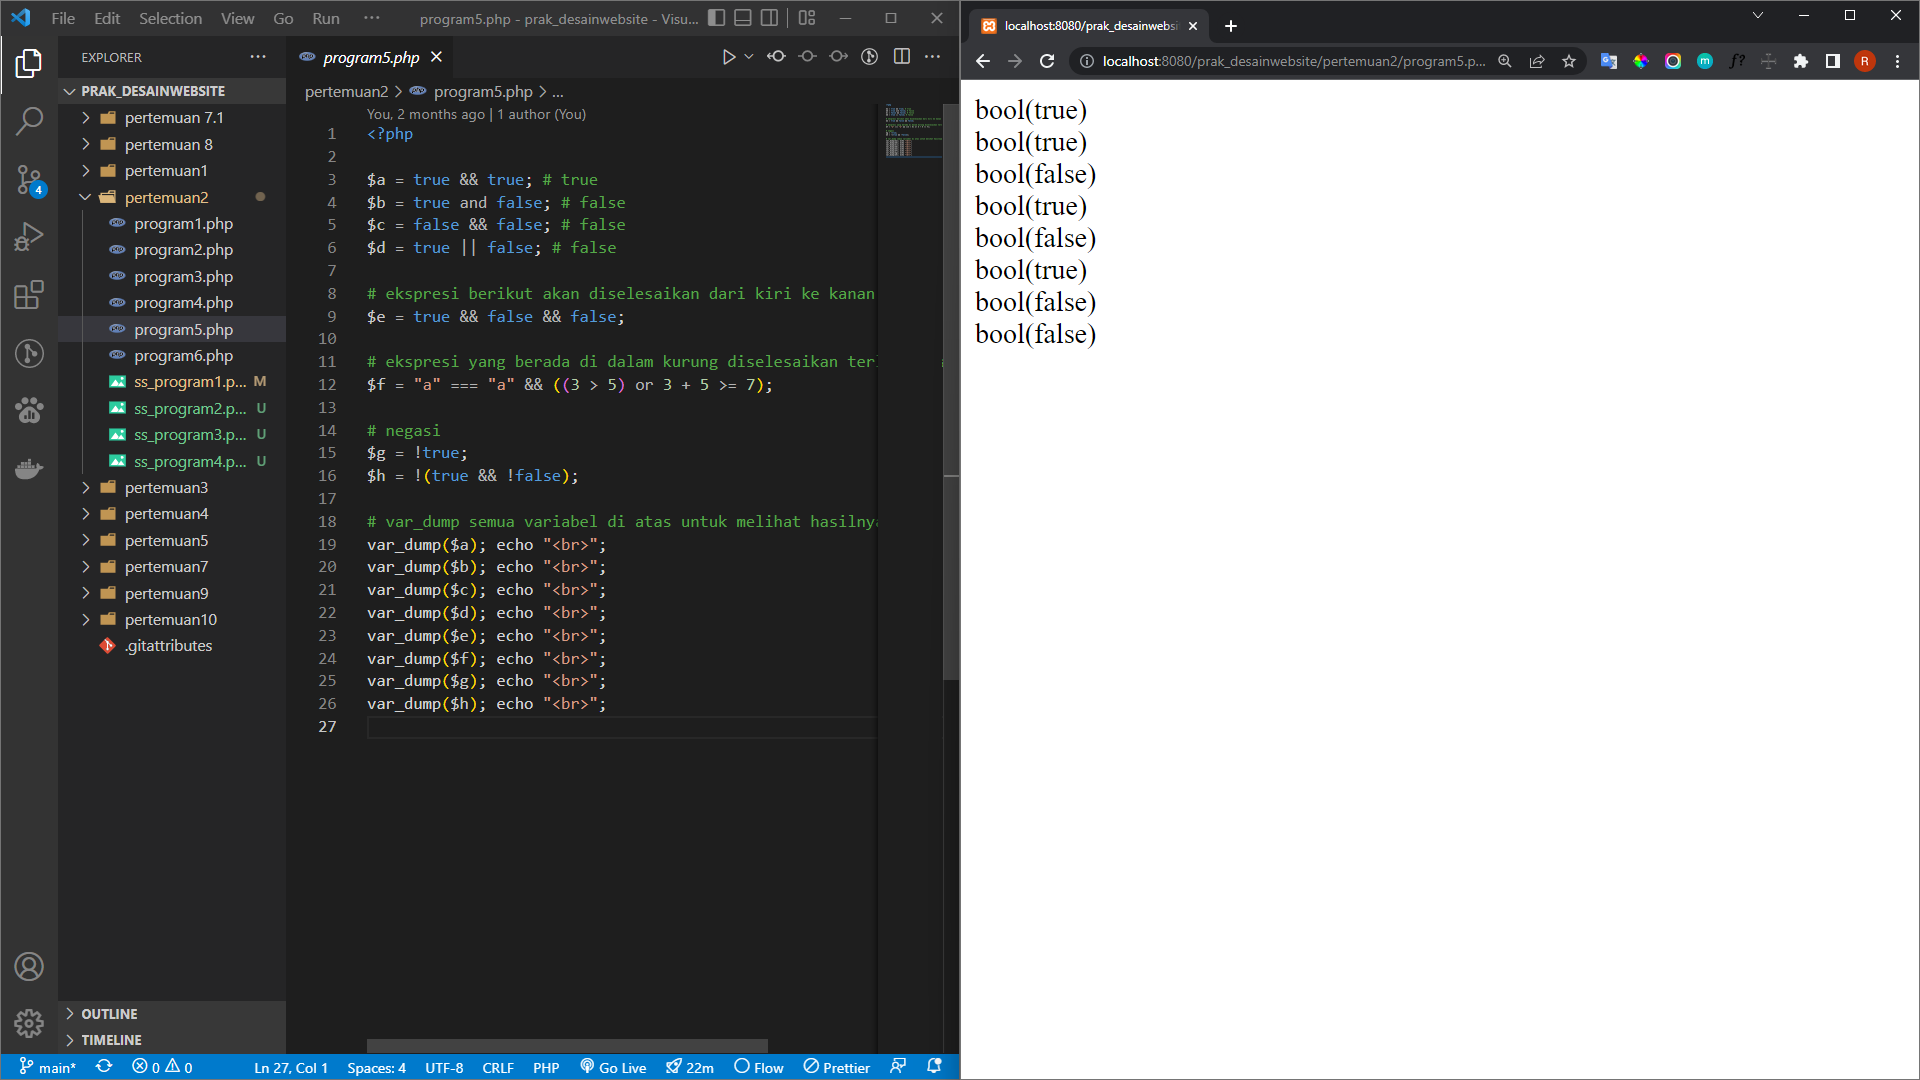 File Edit Selection View Go Run ··· program5.php - prak_desainwebsite - Visu...
EXPLORER ···
PRAK_DESAINWEBSITE
pertemuan 7.1
pertemuan 8
pertemuan1
pertemuan2
program1.php
program2.php
program3.php
program4.php
program5.php
program6.php
ss_program1.p... M
ss_program2.p... U
ss_program3.p... U
ss_program4.p... U
pertemuan3
pertemuan4
pertemuan5
pertemuan7
pertemuan9
pertemuan10
.gitattributes
OUTLINE
TIMELINE
4
program5.php
pertemuan2 > program5.php > ...
You, 2 months ago | 1 author (You)
1 <?php
2
3 $a = true && true; # true
4 $b = true and false; # false
5 $c = false && false; # false
6 $d = true || false; # false
7
8 # ekspresi berikut akan diselesaikan dari kiri ke kanan
9 $e = true && false && false;
10
11 # ekspresi yang berada di dalam kurung diselesaikan ter
12 $f = "a" === "a" && ((3 > 5) or 3 + 5 >= 7);
13
14 # negasi
15 $g = !true;
16 $h = !(true && !false);
17
18 # var_dump semua variabel di atas untuk melihat hasilnya
19 var_dump($a); echo "<br>";
20 var_dump($b); echo "<br>";
21 var_dump($c); echo "<br>";
22 var_dump($d); echo "<br>";
23 var_dump($e); echo "<br>";
24 var_dump($f); echo "<br>";
25 var_dump($g); echo "<br>";
26 var_dump($h); echo "<br>";
27
main* 0 0 Ln 27, Col 1 Spaces: 4 UTF-8 CRLF PHP Go Live 22m Flow Prettier
localhost:8080/prak_desainwebsi
localhost:8080/prak_desainwebsite/pertemuan2/program5.p... m f? R
bool(true)
bool(true)
bool(false)
bool(true)
bool(false)
bool(true)
bool(false)
bool(false)